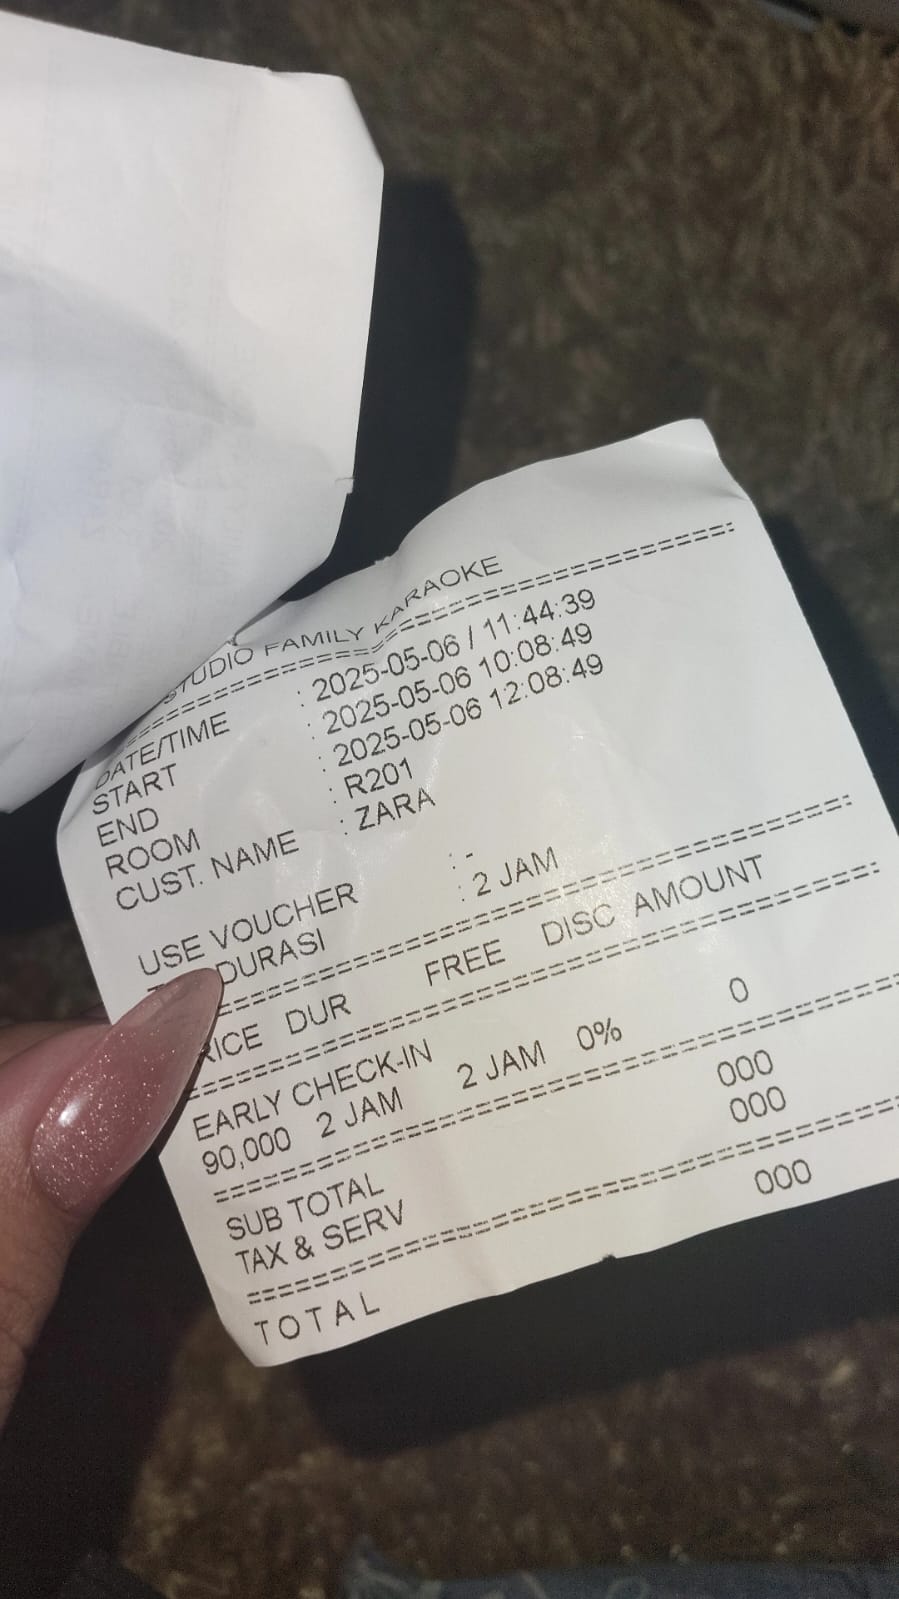 STUDIO FAMILY KARAOKE
==============================
DATE/TIME : 2025-05-06 / 11:44:39
START : 2025-05-06 10:08:49
END : 2025-05-06 12:08:49
ROOM : R201
CUST. NAME : ZARA
USE VOUCHER : -
DURASI : 2 JAM
==============================
DUR FREE DISC AMOUNT
==============================
EARLY CHECK-IN
90,000 2 JAM 2 JAM 0% 0
==============================
SUB TOTAL 000
TAX & SERV 000
==============================
TOTAL 000